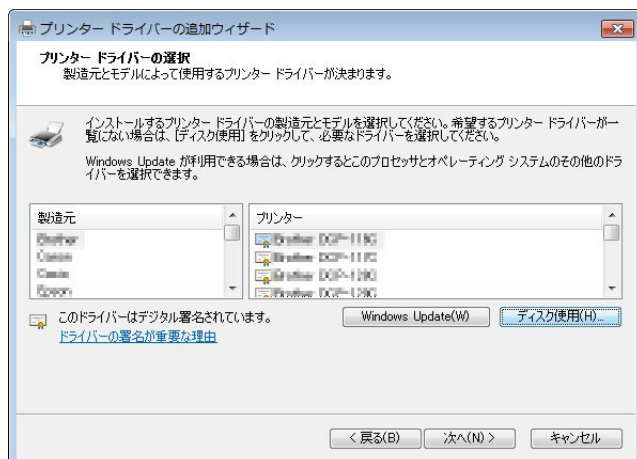 プリンター ドライバーの追加ウィザード
プリンター ドライバーの選択
製造元とモデルによって使用するプリンター ドライバーが決まります。
インストールするプリンター ドライバーの製造元とモデルを選択してください。希望するプリンター ドライバーが一
覧にない場合は、[ディスク使用] をクリックして、必要なドライバーを選択してください。
Windows Update が利用できる場合は、クリックするとこのプロセッサとオペレーティング システムのその他のドラ
イバーを選択できます。
製造元
プリンター
Brother
Canon
Casio
Epson
このドライバーはデジタル署名されています。
ドライバーの署名が重要な理由
Windows Update(W)
ディスク使用(H)...
< 戻る(B)
次へ(N) >
キャンセル